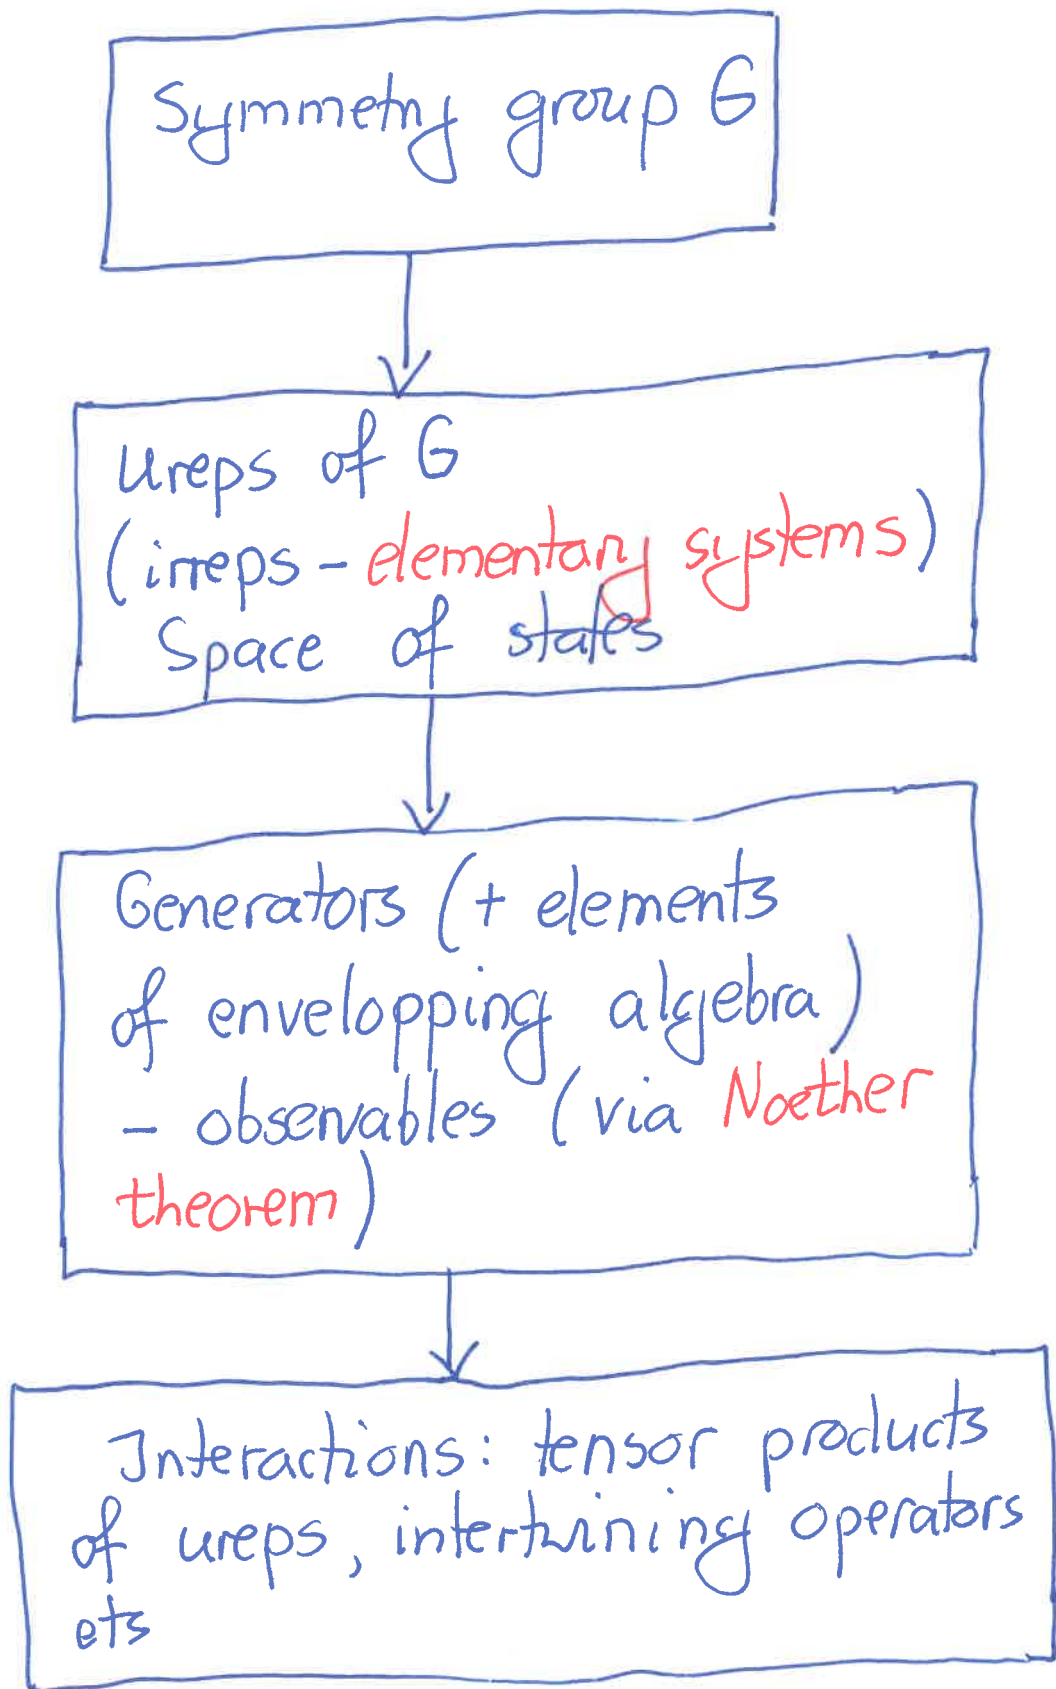 Symmetry group G
Ureps of G
(irreps - elementary systems)
Space of states
Generators (+ elements
of envelopping algebra)
- observables (via Noether
theorem)
Interactions: tensor products
of ureps, intertwining operators
ets